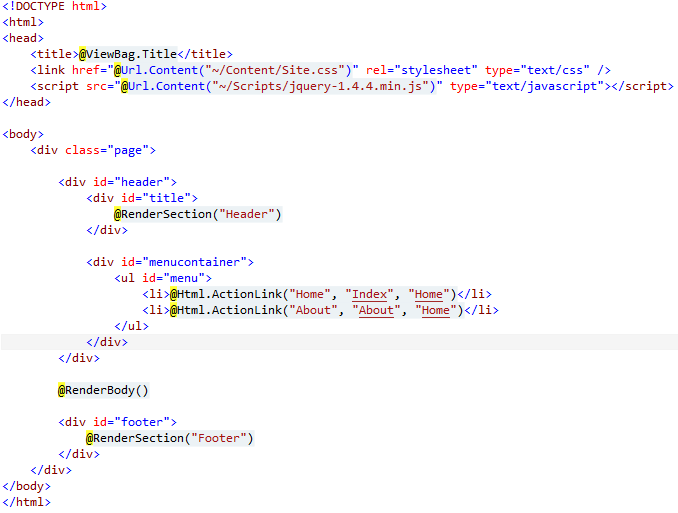 <!DOCTYPE html>
<html>
<head>
    <title>@ViewBag.Title</title>
    <link href="@Url.Content("~/Content/Site.css")" rel="stylesheet" type="text/css" />
    <script src="@Url.Content("~/Scripts/jquery-1.4.4.min.js")" type="text/javascript"></script>
</head>

<body>
    <div class="page">

        <div id="header">
            <div id="title">
                @RenderSection("Header")
            </div>

            <div id="menucontainer">
                <ul id="menu">
                    <li>@Html.ActionLink("Home", "Index", "Home")</li>
                    <li>@Html.ActionLink("About", "About", "Home")</li>
                </ul>
            </div>
        </div>

        @RenderBody()

        <div id="footer">
            @RenderSection("Footer")
        </div>
    </div>
</body>
</html>